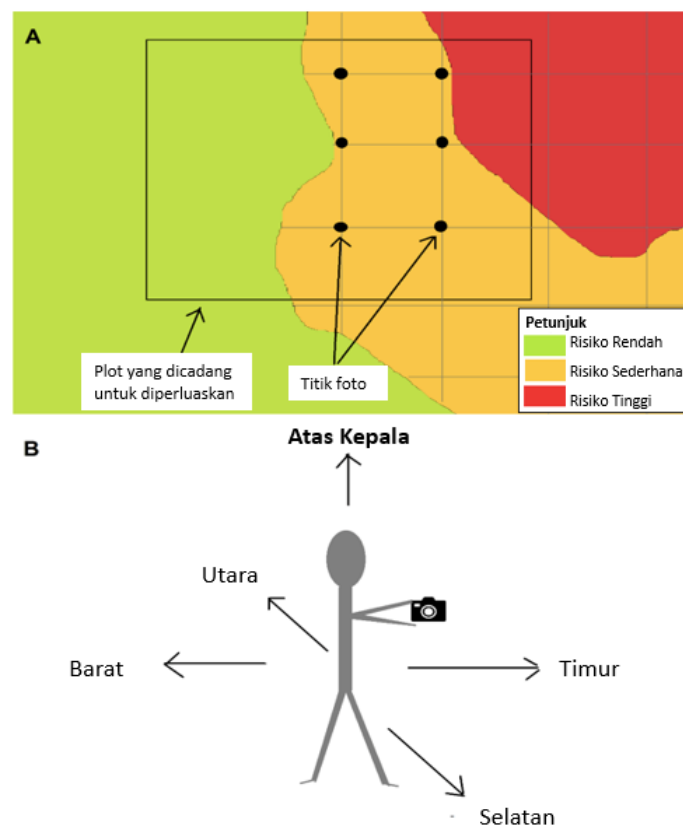 A
Petunjuk
Risiko Rendah
Risiko Sederhana
Risiko Tinggi
Plot yang dicadang
untuk diperluaskan
Titik foto
B
Atas Kepala
Utara
Barat
Timur
Selatan